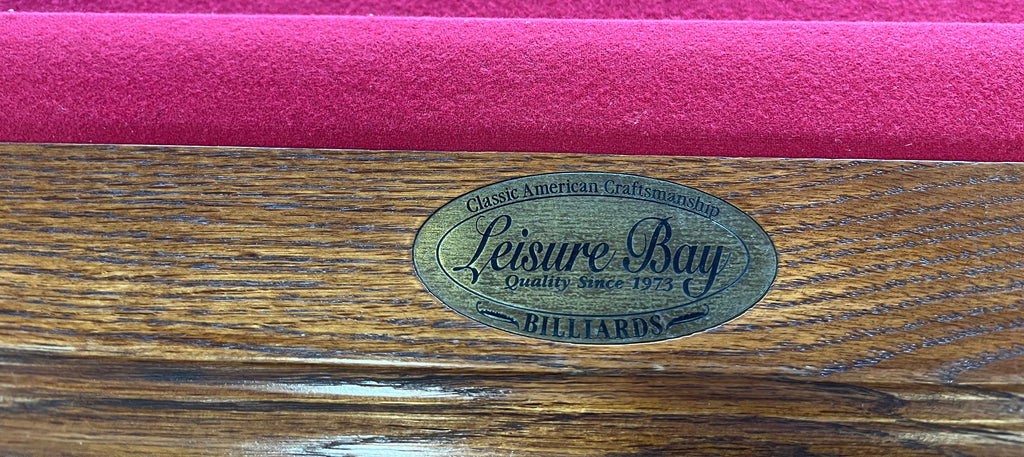 Classic American Craftsmanship
Leisure Bay
Quality Since 1973
BILLIARDS